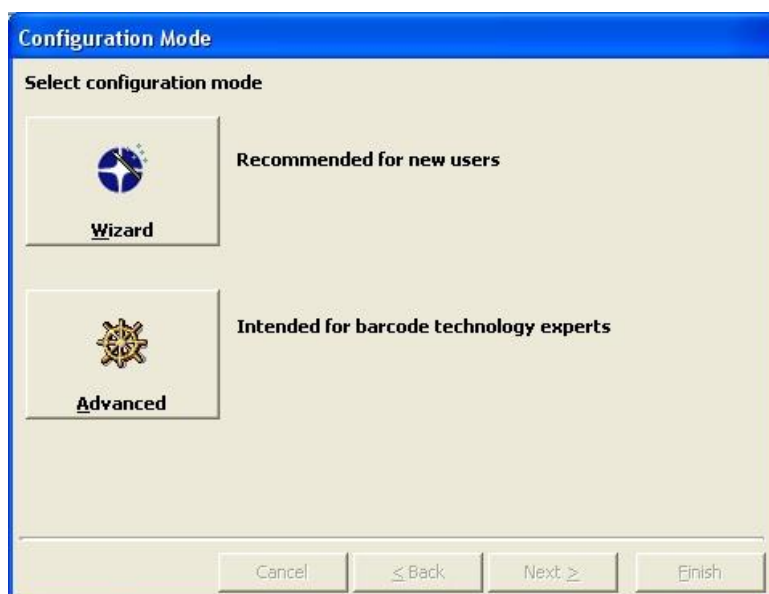 Configuration Mode
Select configuration mode
Recommended for new users
Wizard
Intended for barcode technology experts
Advanced
Cancel < Back Next > Finish